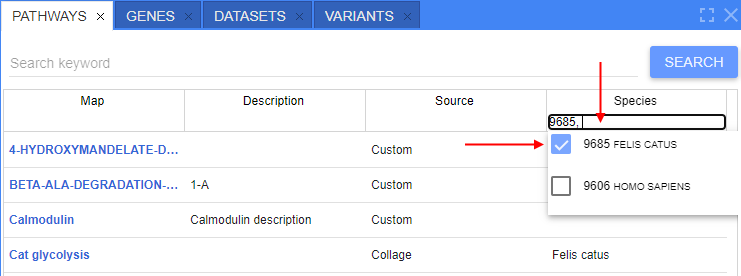 PATHWAYS × GENES × DATASETS × VARIANTS ×
Search keyword SEARCH
Map Description Source Species
9685,
4-HYDROXYMANDELATE-D... Custom
9685 FELIS CATUS
BETA-ALA-DEGRADATION-... 1-A Custom
9606 HOMO SAPIENS
Calmodulin Calmodulin description Custom
Cat glycolysis Collage Felis catus